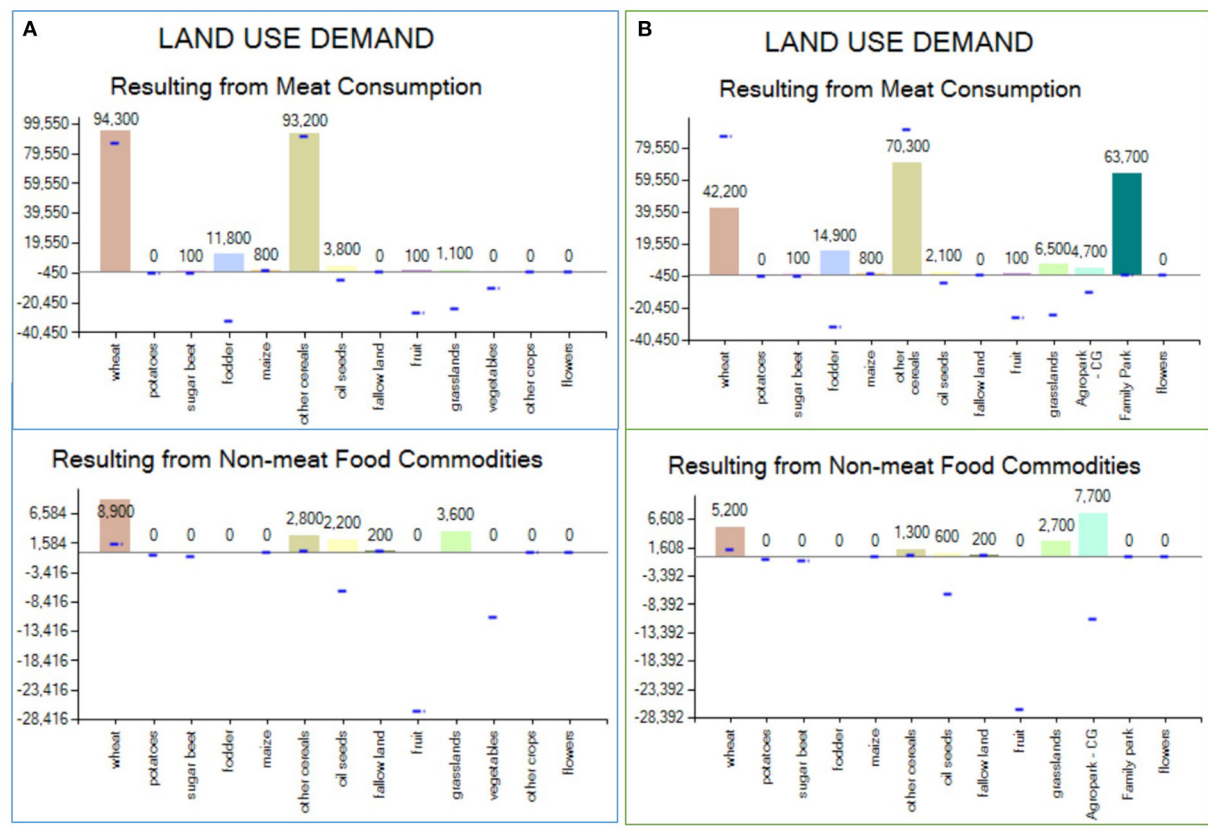 A
LAND USE DEMAND
Resulting from Meat Consumption
99,550
79,550
59,550
39,550
19,550
-450
-20,450
-40,450
94,300
0
100
11,800
800
93,200
3,800
0
100
1,100
0
0
0
wheat
potatoes
sugar beet
fodder
maize
other cereals
oil seeds
fallow land
fruit
grasslands
vegetables
other crops
flowers
Resulting from Non-meat Food Commodities
6,584
1,584
-3,416
-8,416
-13,416
-18,416
-23,416
-28,416
8,900
0
0
0
0
2,800
2,200
200
0
3,600
0
0
0
wheat
potatoes
sugar beet
fodder
maize
other cereals
oil seeds
fallow land
fruit
grasslands
vegetables
other crops
flowers
B
LAND USE DEMAND
Resulting from Meat Consumption
79,550
59,550
39,550
19,550
-450
-20,450
-40,450
42,200
0
100
14,900
800
70,300
2,100
0
100
6,500
4,700
63,700
0
wheat
potatoes
sugar beet
fodder
maize
other
cereals
oil seeds
fallow land
fruit
grasslands
Agropark
- CG
Family Park
flowers
Resulting from Non-meat Food Commodities
6,608
1,608
-3,392
-8,392
-13,392
-18,392
-23,392
-28,392
5,200
0
0
0
0
1,300
600
200
0
2,700
7,700
0
0
wheat
potatoes
sugar beet
fodder
maize
other cereals
oil seeds
fallow land
fruit
grasslands
Agropark - CG
Family park
flowers